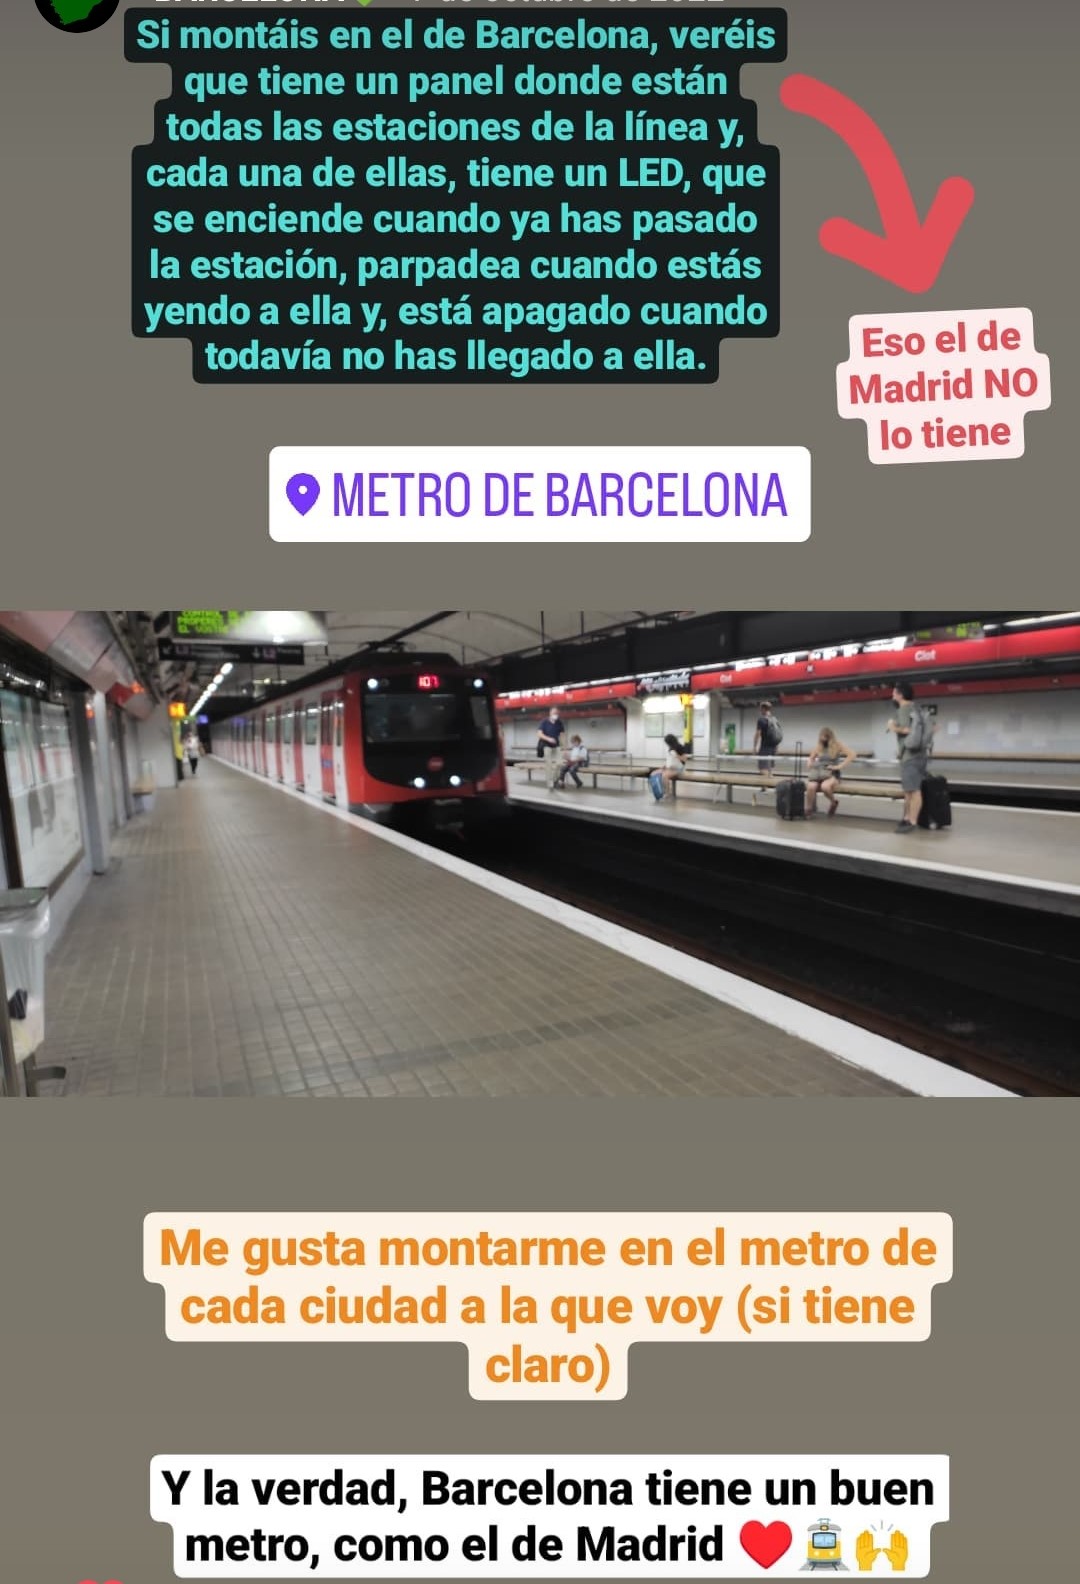 Si montáis en el de Barcelona, veréis
que tiene un panel donde están
todas las estaciones de la línea y,
cada una de ellas, tiene un LED, que
se enciende cuando ya has pasado
la estación, parpadea cuando estás
yendo a ella y, está apagado cuando
todavía no has llegado a ella.
Eso el de
Madrid NO
lo tiene
METRO DE BARCELONA
Clot
Me gusta montarme en el metro de
cada ciudad a la que voy (si tiene
claro)
Y la verdad, Barcelona tiene un buen
metro, como el de Madrid ❤️🚊🙌